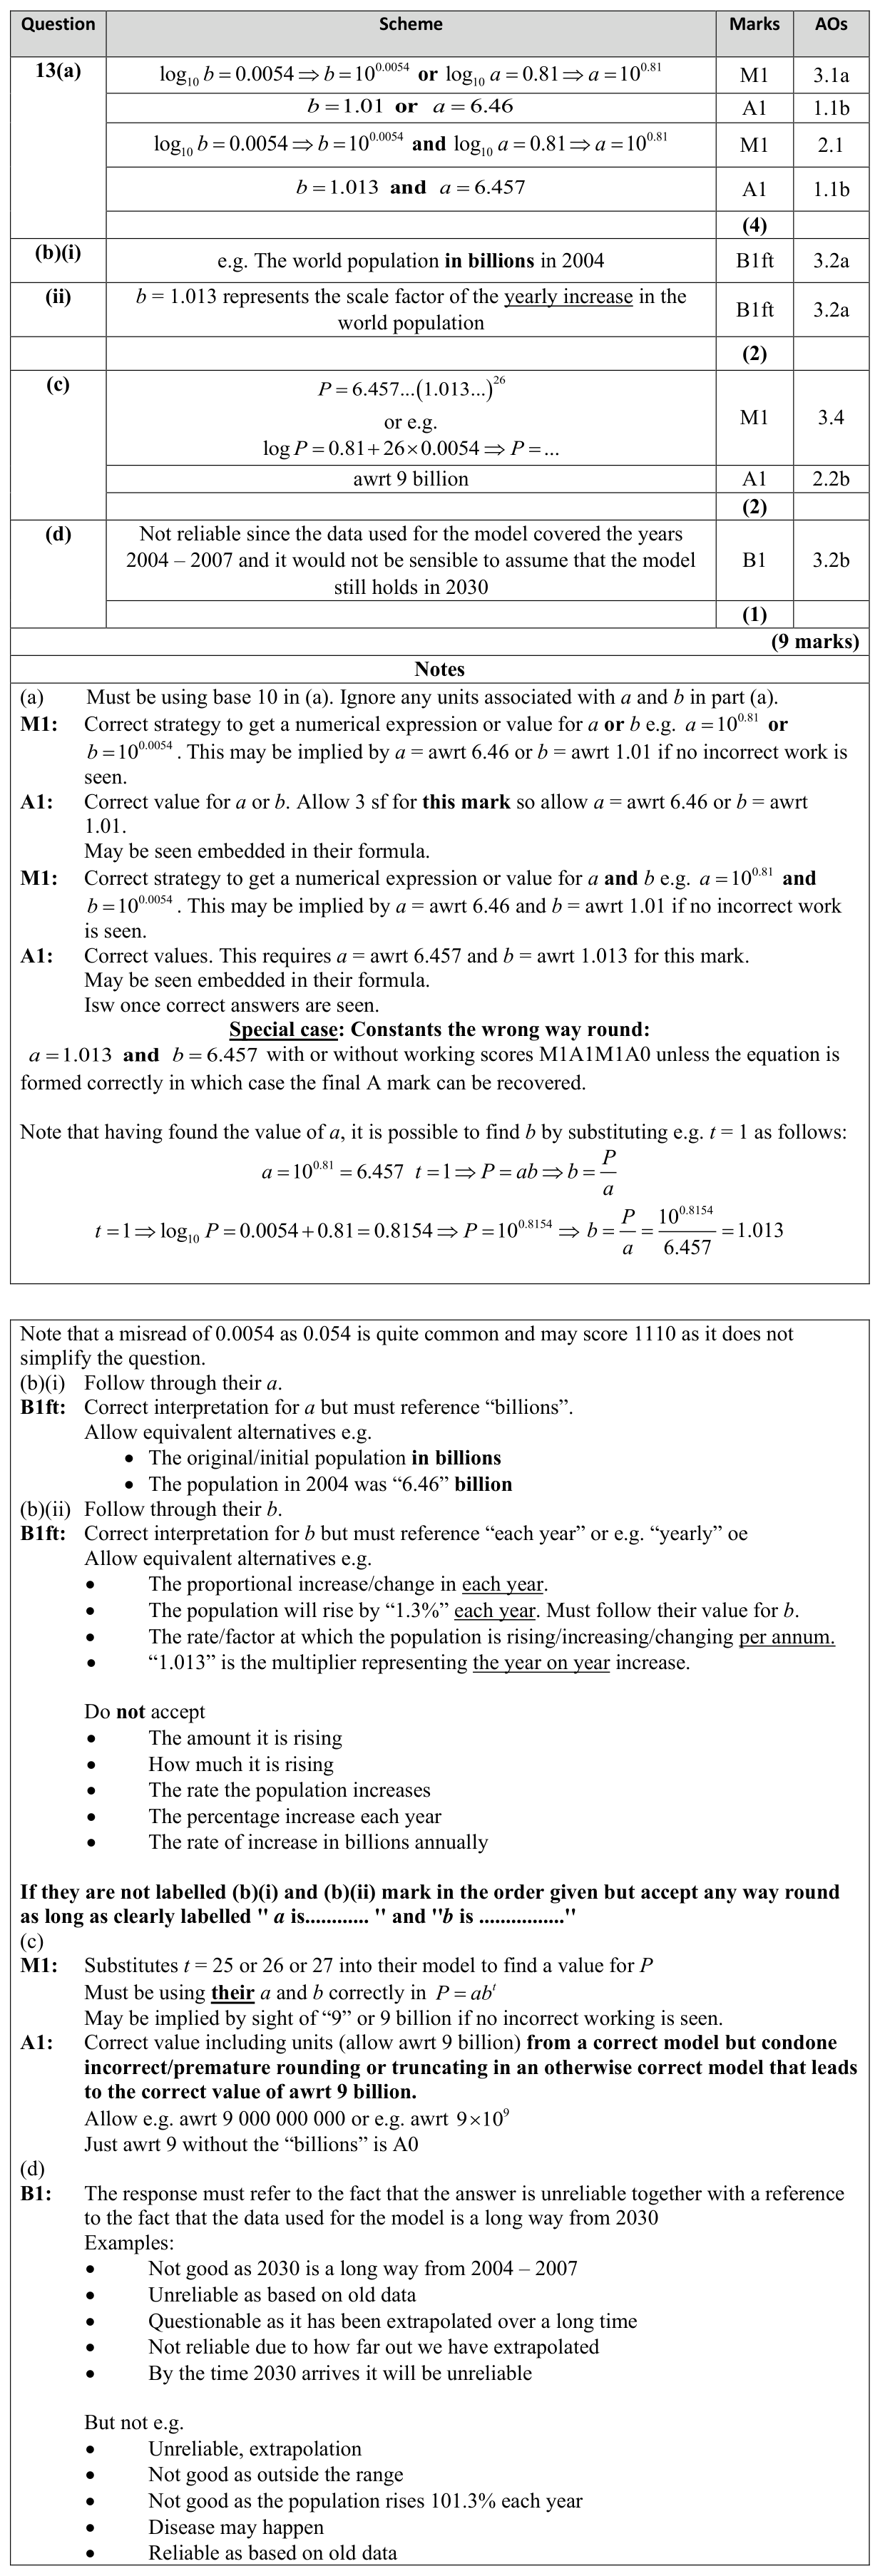 Question Scheme Marks AOs
13(a) log₁₀ b = 0.0054 ⇒ b = 10^0.0054 or log₁₀ a = 0.81 ⇒ a = 10^0.81 M1 3.1a
b = 1.01 or a = 6.46 A1 1.1b
log₁₀ b = 0.0054 ⇒ b = 10^0.0054 and log₁₀ a = 0.81 ⇒ a = 10^0.81 M1 2.1
b = 1.013 and a = 6.457 A1 1.1b
(4)
(b)(i) e.g. The world population in billions in 2004 B1ft 3.2a
(ii) b = 1.013 represents the scale factor of the yearly increase in the
world population B1ft 3.2a
(2)
(c) P = 6.457...(1.013...)^26
or e.g.
log P = 0.81 + 26 × 0.0054 ⇒ P = ... M1 3.4
awrt 9 billion A1 2.2b
(2)
(d) Not reliable since the data used for the model covered the years
2004 – 2007 and it would not be sensible to assume that the model
still holds in 2030 B1 3.2b
(1)
(9 marks)
Notes
(a) Must be using base 10 in (a). Ignore any units associated with a and b in part (a).
M1: Correct strategy to get a numerical expression or value for a or b e.g. a = 10^0.81 or
b = 10^0.0054 . This may be implied by a = awrt 6.46 or b = awrt 1.01 if no incorrect work is
seen.
A1: Correct value for a or b. Allow 3 sf for this mark so allow a = awrt 6.46 or b = awrt
1.01.
May be seen embedded in their formula.
M1: Correct strategy to get a numerical expression or value for a and b e.g. a = 10^0.81 and
b = 10^0.0054 . This may be implied by a = awrt 6.46 and b = awrt 1.01 if no incorrect work
is seen.
A1: Correct values. This requires a = awrt 6.457 and b = awrt 1.013 for this mark.
May be seen embedded in their formula.
Isw once correct answers are seen.
Special case: Constants the wrong way round:
a = 1.013 and b = 6.457 with or without working scores M1A1M1A0 unless the equation is
formed correctly in which case the final A mark can be recovered.
Note that having found the value of a, it is possible to find b by substituting e.g. t = 1 as follows:
a = 10^0.81 = 6.457 t = 1 ⇒ P = ab ⇒ b = P/a
t = 1 ⇒ log₁₀ P = 0.0054 + 0.81 = 0.8154 ⇒ P = 10^0.8154 ⇒ b = P/a = 10^0.8154/6.457 = 1.013
Note that a misread of 0.0054 as 0.054 is quite common and may score 1110 as it does not
simplify the question.
(b)(i) Follow through their a.
B1ft: Correct interpretation for a but must reference “billions”.
Allow equivalent alternatives e.g.
• The original/initial population in billions
• The population in 2004 was “6.46” billion
(b)(ii) Follow through their b.
B1ft: Correct interpretation for b but must reference “each year” or e.g. “yearly” oe
Allow equivalent alternatives e.g.
• The proportional increase/change in each year.
• The population will rise by “1.3%” each year. Must follow their value for b.
• The rate/factor at which the population is rising/increasing/changing per annum.
• “1.013” is the multiplier representing the year on year increase.
Do not accept
• The amount it is rising
• How much it is rising
• The rate the population increases
• The percentage increase each year
• The rate of increase in billions annually
If they are not labelled (b)(i) and (b)(ii) mark in the order given but accept any way round
as long as clearly labelled " a is............ " and "b is ................"
(c)
M1: Substitutes t = 25 or 26 or 27 into their model to find a value for P
Must be using their a and b correctly in P = ab^t
May be implied by sight of “9” or 9 billion if no incorrect working is seen.
A1: Correct value including units (allow awrt 9 billion) from a correct model but condone
incorrect/premature rounding or truncating in an otherwise correct model that leads
to the correct value of awrt 9 billion.
Allow e.g. awrt 9 000 000 000 or e.g. awrt 9×10^9
Just awrt 9 without the “billions” is A0
(d)
B1: The response must refer to the fact that the answer is unreliable together with a reference
to the fact that the data used for the model is a long way from 2030
Examples:
• Not good as 2030 is a long way from 2004 – 2007
• Unreliable as based on old data
• Questionable as it has been extrapolated over a long time
• Not reliable due to how far out we have extrapolated
• By the time 2030 arrives it will be unreliable
But not e.g.
• Unreliable, extrapolation
• Not good as outside the range
• Not good as the population rises 101.3% each year
• Disease may happen
• Reliable as based on old data